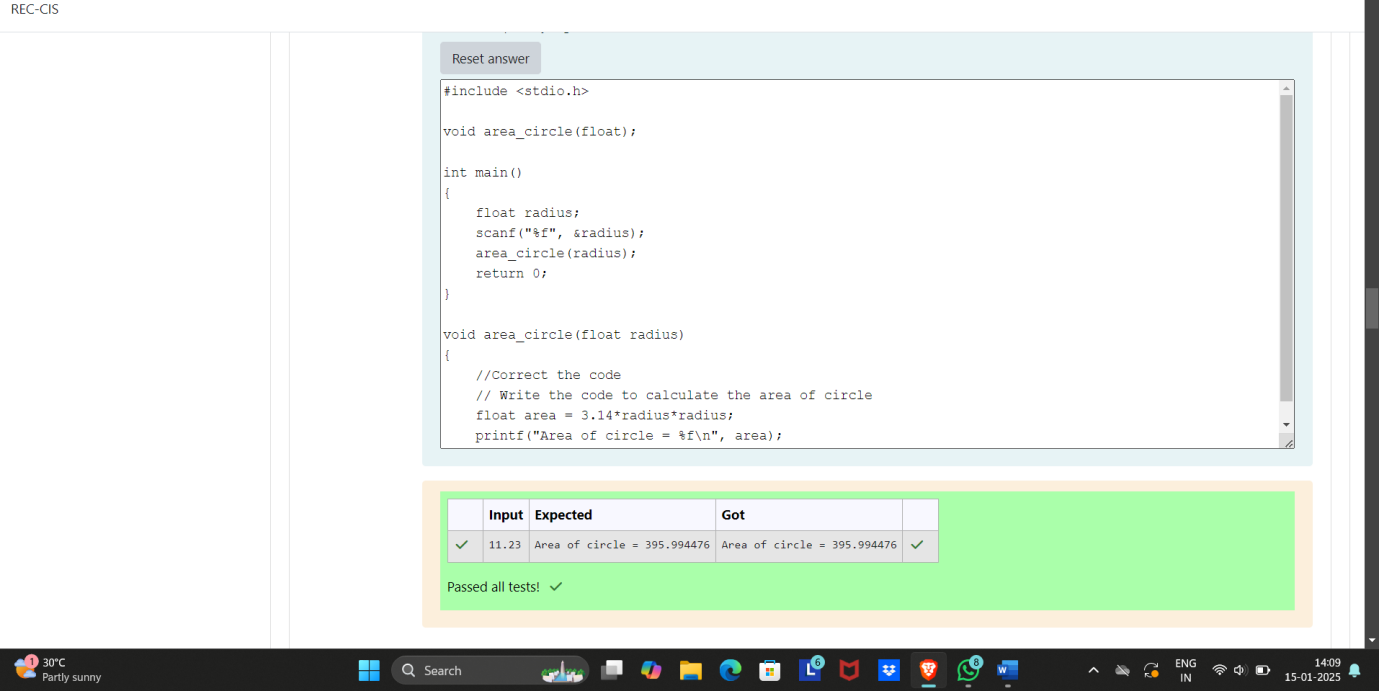 REC-CIS
Reset answer
#include <stdio.h>
void area_circle(float);
int main()
{
    float radius;
    scanf("%f", &radius);
    area_circle(radius);
    return 0;
}
void area_circle(float radius)
{
    //Correct the code
    // Write the code to calculate the area of circle
    float area = 3.14*radius*radius;
    printf("Area of circle = %f\n", area);
Input Expected Got
11.23 Area of circle = 395.994476 Area of circle = 395.994476
Passed all tests!
1 30°C
Partly sunny
Search
L 6
8
W
ENG
IN
14:09
15-01-2025